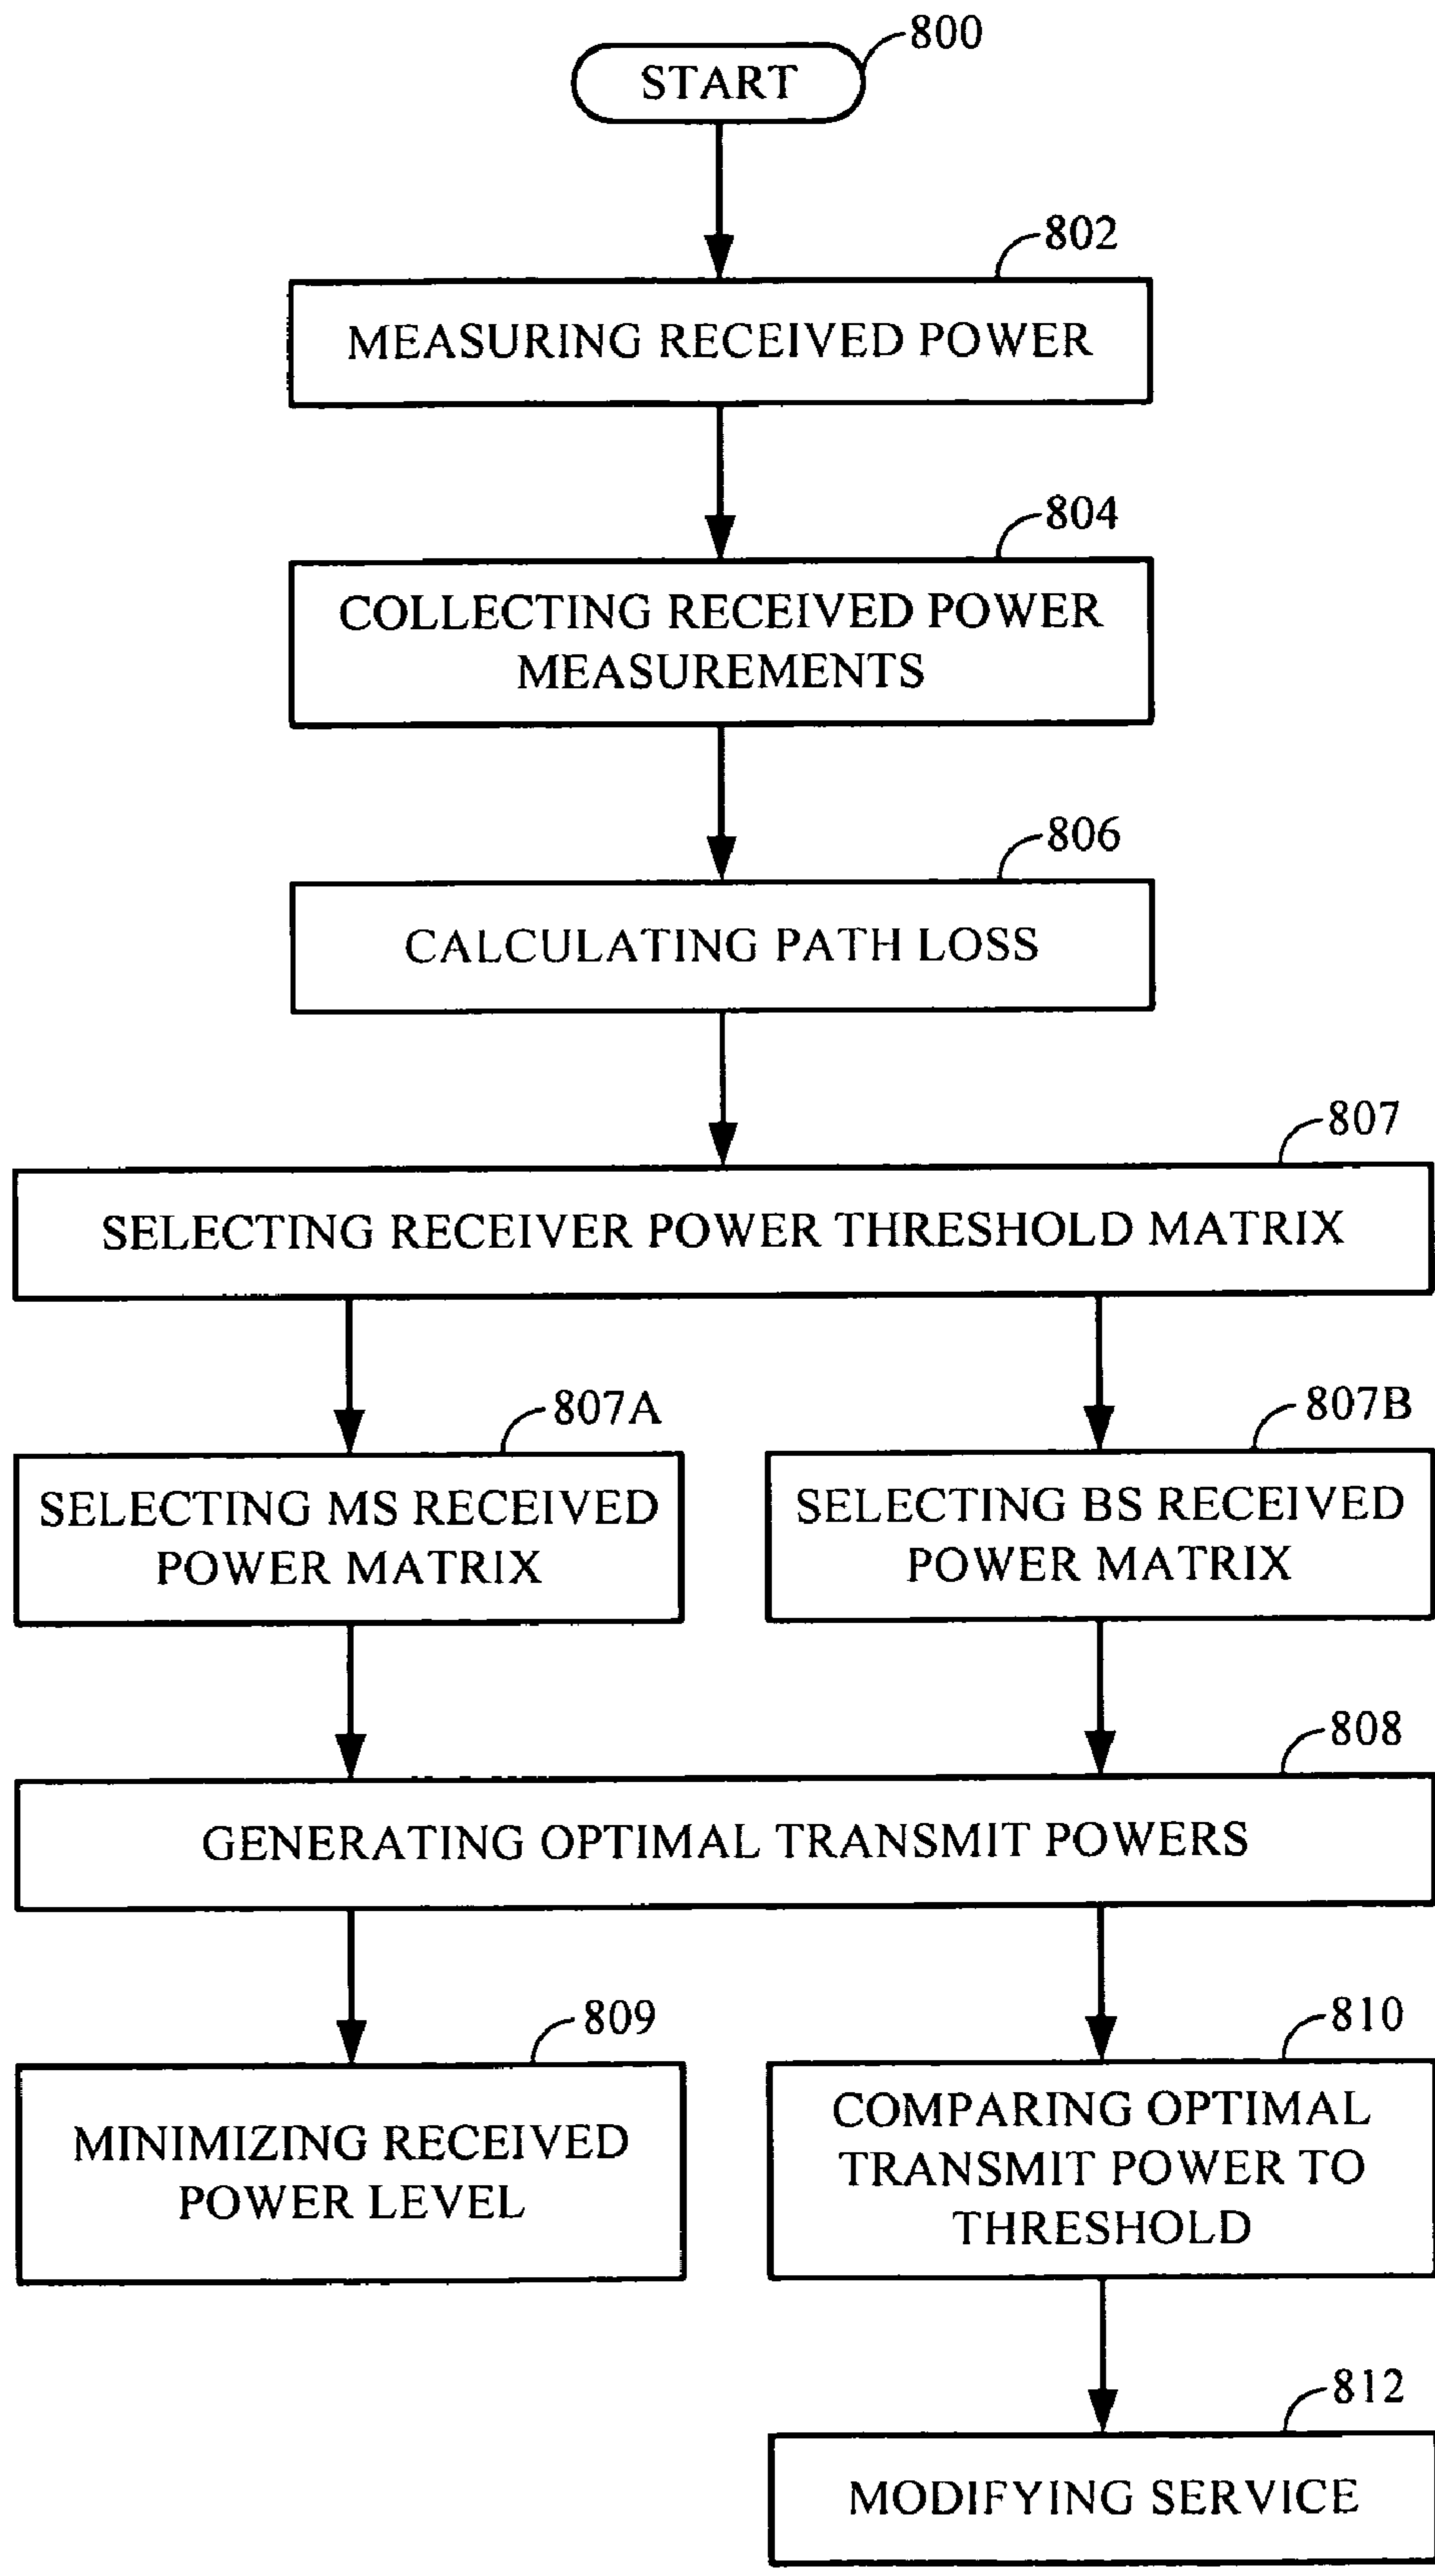 800
START
802
MEASURING RECEIVED POWER
804
COLLECTING RECEIVED POWER
MEASUREMENTS
806
CALCULATING PATH LOSS
807
SELECTING RECEIVER POWER THRESHOLD MATRIX
807A
SELECTING MS RECEIVED
POWER MATRIX
807B
SELECTING BS RECEIVED
POWER MATRIX
808
GENERATING OPTIMAL TRANSMIT POWERS
809
MINIMIZING RECEIVED
POWER LEVEL
810
COMPARING OPTIMAL
TRANSMIT POWER TO
THRESHOLD
812
MODIFYING SERVICE